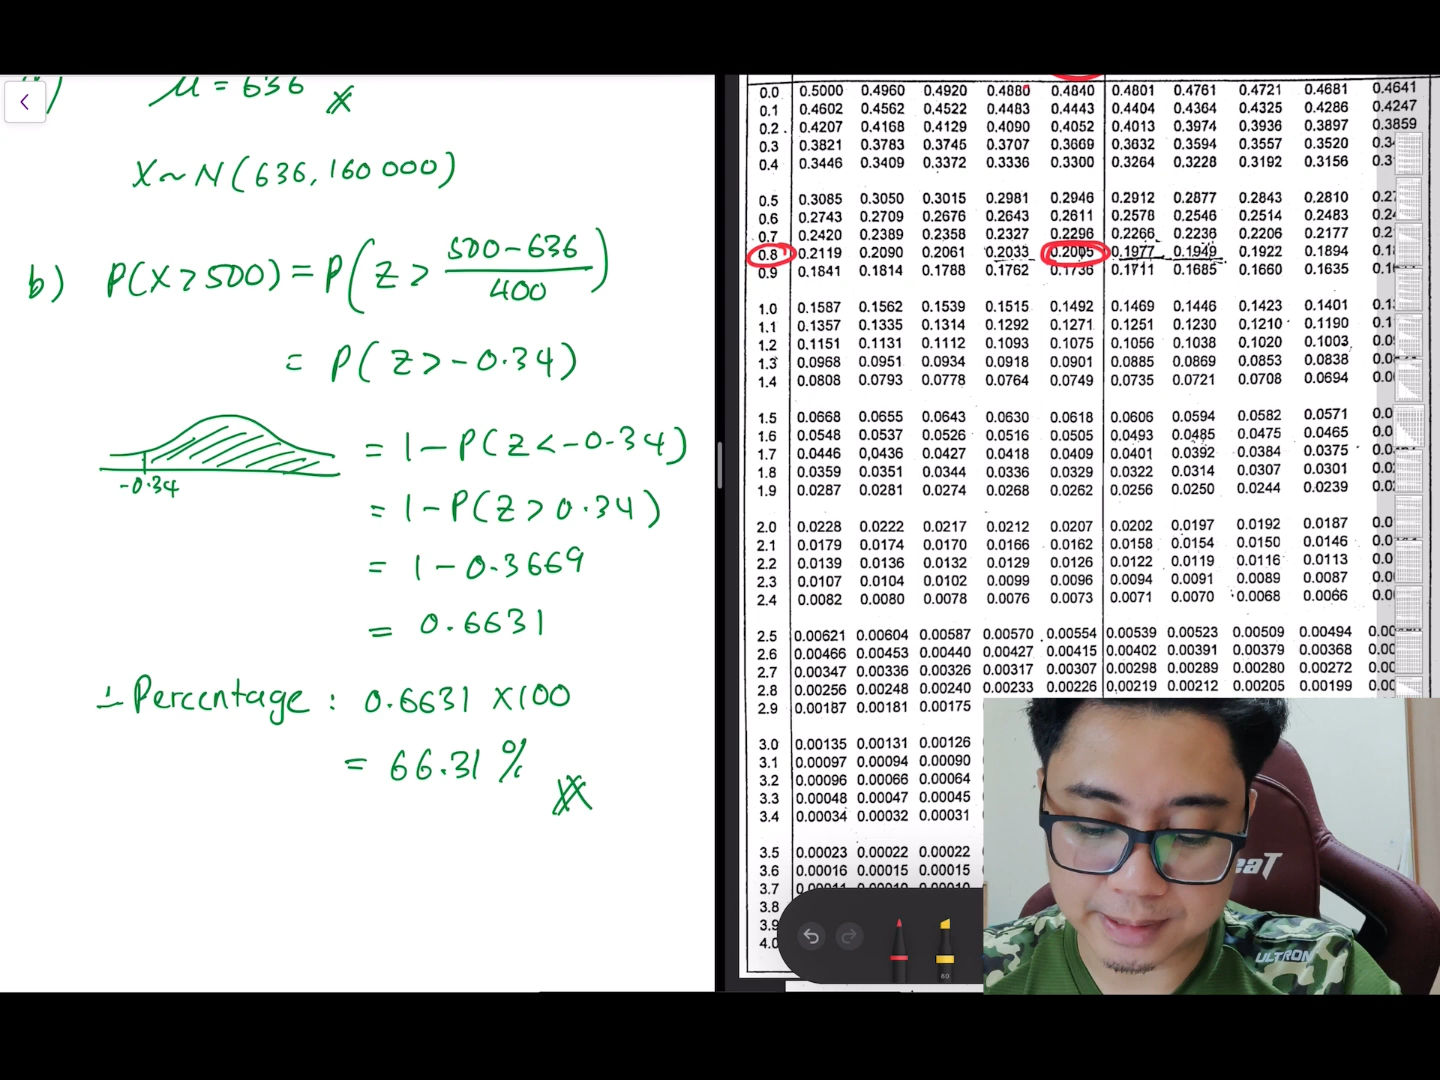 μ = 636
X ~ N(636, 160 000)
b) P(X > 500) = P(Z > 500-636 / 400)
= P(Z > -0.34)
-0.34
= 1 - P(Z < -0.34)
= 1 - P(Z > 0.34)
= 1 - 0.3669
= 0.6631
∴ Percentage : 0.6631 X100
= 66.31 %
0.0 0.5000 0.4960 0.4920 0.4880 0.4840 0.4801 0.4761 0.4721 0.4681 0.4641
0.1 0.4602 0.4562 0.4522 0.4483 0.4443 0.4404 0.4364 0.4325 0.4286 0.4247
0.2 0.4207 0.4168 0.4129 0.4090 0.4052 0.4013 0.3974 0.3936 0.3897 0.3859
0.3 0.3821 0.3783 0.3745 0.3707 0.3669 0.3632 0.3594 0.3557 0.3520
0.4 0.3446 0.3409 0.3372 0.3336 0.3300 0.3264 0.3228 0.3192 0.3156
0.5 0.3085 0.3050 0.3015 0.2981 0.2946 0.2912 0.2877 0.2843 0.2810
0.6 0.2743 0.2709 0.2676 0.2643 0.2611 0.2578 0.2546 0.2514 0.2483
0.7 0.2420 0.2389 0.2358 0.2327 0.2296 0.2266 0.2236 0.2206 0.2177
0.8 0.2119 0.2090 0.2061 0.2033 0.2005 0.1977 0.1949 0.1922 0.1894
0.9 0.1841 0.1814 0.1788 0.1762 0.1736 0.1711 0.1685 0.1660 0.1635
1.0 0.1587 0.1562 0.1539 0.1515 0.1492 0.1469 0.1446 0.1423 0.1401
1.1 0.1357 0.1335 0.1314 0.1292 0.1271 0.1251 0.1230 0.1210 0.1190
1.2 0.1151 0.1131 0.1112 0.1093 0.1075 0.1056 0.1038 0.1020 0.1003
1.3 0.0968 0.0951 0.0934 0.0918 0.0901 0.0885 0.0869 0.0853 0.0838
1.4 0.0808 0.0793 0.0778 0.0764 0.0749 0.0735 0.0721 0.0708 0.0694
1.5 0.0668 0.0655 0.0643 0.0630 0.0618 0.0606 0.0594 0.0582 0.0571
1.6 0.0548 0.0537 0.0526 0.0516 0.0505 0.0493 0.0485 0.0475 0.0465
1.7 0.0446 0,0436 0.0427 0.0418 0.0409 0.0401 0.0392 0.0384 0.0375
1.8 0.0359 0.0351 0.0344 0.0336 0.0329 0.0322 0.0314 0.0307 0.0301
1.9 0.0287 0.0281 0.0274 0.0268 0.0262 0.0256 0.0250 0.0244 0.0239
2.0 0.0228 0.0222 0.0217 0.0212 0.0207 0.0202 0.0197 0.0192 0.0187
2.1 0.0179 0.0174 0.0170 0.0166 0.0162 0.0158 0.0154 0.0150 0.0146
2.2 0.0139 0.0136 0.0132 0.0129 0.0126 0.0122 0.0119 0.0116 0.0113
2.3 0.0107 0.0104 0.0102 0.0099 0.0096 0.0094 0.0091 0.0089 0.0087
2.4 0.0082 0.0080 0.0078 0.0076 0.0073 0.0071 0.0070 0.0068 0.0066
2.5 0.00621 0.00604 0.00587 0.00570 0.00554 0.00539 0.00523 0.00509 0.00494
2.6 0.00466 0.00453 0.00440 0.00427 0.00415 0.00402 0.00391 0.00379 0.00368
2.7 0.00347 0.00336 0.00326 0.00317 0.00307 0.00298 0.00289 0.00280 0.00272
2.8 0.00256 0.00248 0.00240 0.00233 0.00226 0,00219 0.00212 0.00205 0.00199
2.9 0.00187 0.00181 0.00175
3.0 0.00135 0.00131 0.00126
3.1 0.00097 0.00094 0.00090
3.2 0.00096 0.00066 0.00064
3.3 0.00048 0.00047 0.00045
3.4 0.00034 0.00032 0.00031
3.5 0.00023 0.00022 0.00022
3.6 0.00016 0.00015 0.00015
3.7
3.8
3.9
4.0
80
eaT
ULTRON